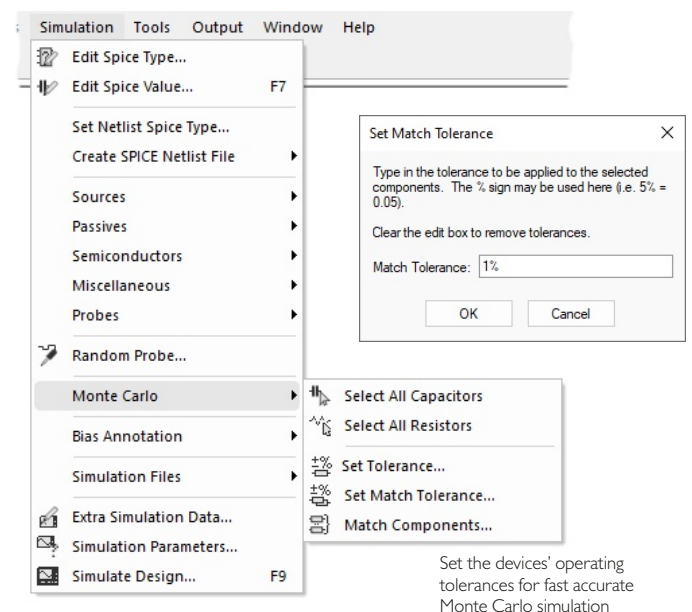 Simulation Tools Output Window Help
Edit Spice Type...
Edit Spice Value... F7
Set Netlist Spice Type...
Create SPICE Netlist File
Sources
Passives
Semiconductors
Miscellaneous
Probes
Random Probe...
Monte Carlo
Bias Annotation
Simulation Files
Extra Simulation Data...
Simulation Parameters...
Simulate Design... F9
Set Match Tolerance
Type in the tolerance to be applied to the selected
components. The % sign may be used here (i.e. 5% =
0.05).
Clear the edit box to remove tolerances.
Match Tolerance: 1%
OK Cancel
Select All Capacitors
Select All Resistors
Set Tolerance...
Set Match Tolerance...
Match Components...
Set the devices' operating
tolerances for fast accurate
Monte Carlo simulation